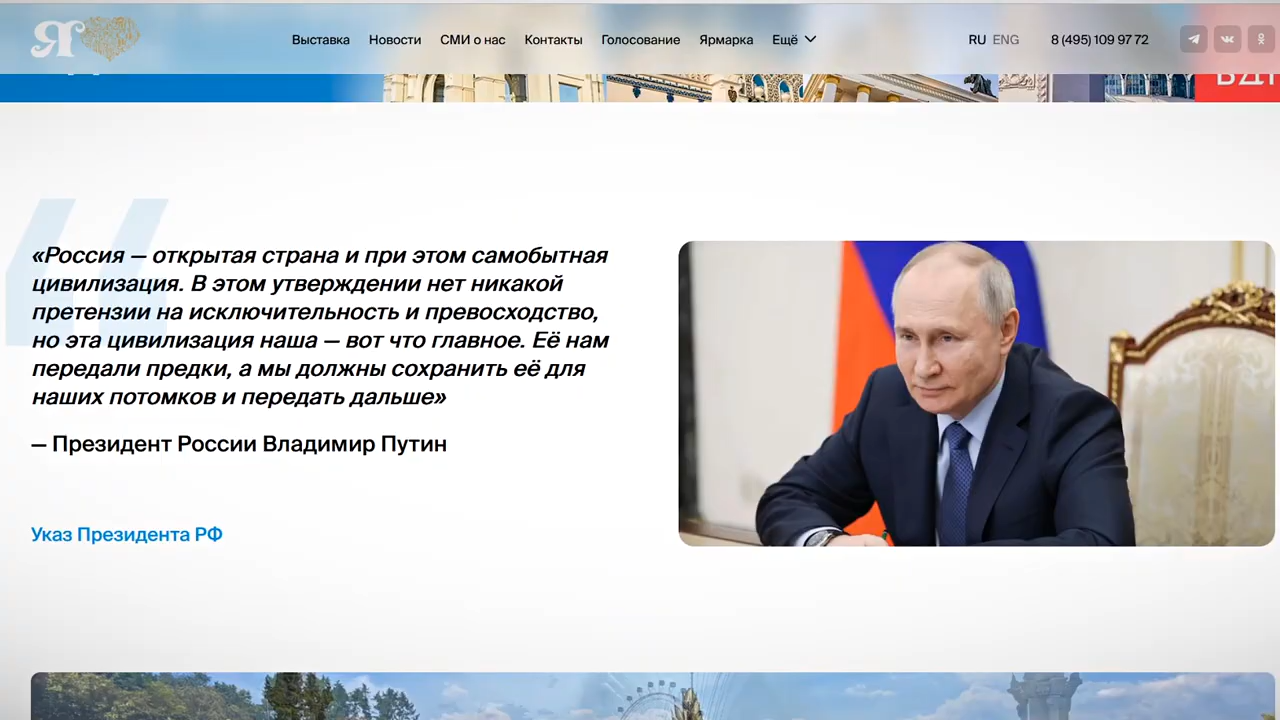 Я
Выставка Новости СМИ о нас Контакты Голосование Ярмарка Ещё RU ENG 8 (495) 109 97 72
«Россия — открытая страна и при этом самобытная
цивилизация. В этом утверждении нет никакой
претензии на исключительность и превосходство,
но эта цивилизация наша — вот что главное. Её нам
передали предки, а мы должны сохранить её для
наших потомков и передать дальше»
— Президент России Владимир Путин
Указ Президента РФ